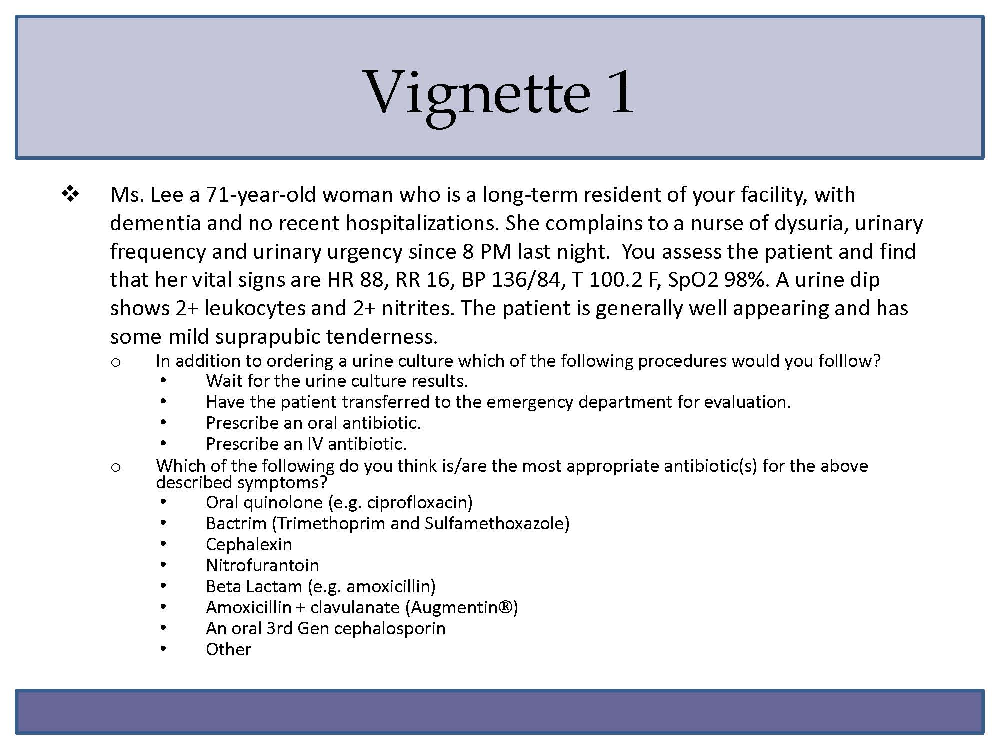 Vignette 1
❖ Ms. Lee a 71-year-old woman who is a long-term resident of your facility, with
dementia and no recent hospitalizations. She complains to a nurse of dysuria, urinary
frequency and urinary urgency since 8 PM last night.  You assess the patient and find
that her vital signs are HR 88, RR 16, BP 136/84, T 100.2 F, SpO2 98%. A urine dip
shows 2+ leukocytes and 2+ nitrites. The patient is generally well appearing and has
some mild suprapubic tenderness.
o In addition to ordering a urine culture which of the following procedures would you folllow?
• Wait for the urine culture results.
• Have the patient transferred to the emergency department for evaluation.
• Prescribe an oral antibiotic.
• Prescribe an IV antibiotic.
o Which of the following do you think is/are the most appropriate antibiotic(s) for the above
described symptoms?
• Oral quinolone (e.g. ciprofloxacin)
• Bactrim (Trimethoprim and Sulfamethoxazole)
• Cephalexin
• Nitrofurantoin
• Beta Lactam (e.g. amoxicillin)
• Amoxicillin + clavulanate (Augmentin®)
• An oral 3rd Gen cephalosporin
• Other